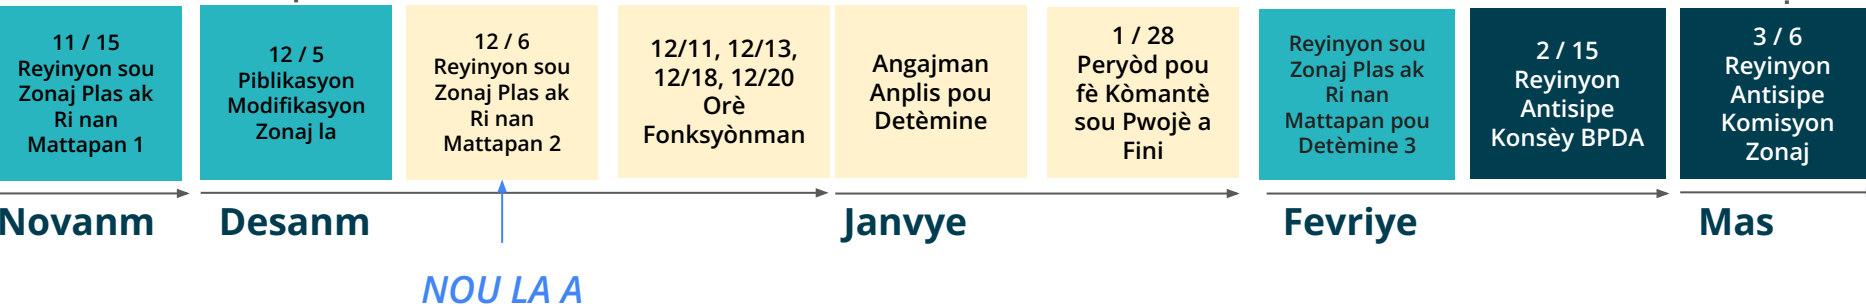 11 / 15
Reyinyon sou
Zonaj Plas ak
Ri nan
Mattapan 1
12 / 5
Piblikasyon
Modifikasyon
Zonaj la
12 / 6
Reyinyon sou
Zonaj Plas ak
Ri nan
Mattapan 2
12/11, 12/13,
12/18, 12/20
Orè
Fonksyònman
Angajman
Anplis pou
Detèmine
1 / 28
Peryòd pou
fè Kòmantè
sou Pwojè a
Fini
Reyinyon sou
Zonaj Plas ak
Ri nan
Mattapan pou
Detèmine 3
2 / 15
Reyinyon
Antisipe
Konsèy BPDA
3 / 6
Reyinyon
Antisipe
Komisyon
Zonaj
Novanm
Desanm
Janvye
Fevriye
Mas
NOU LA A